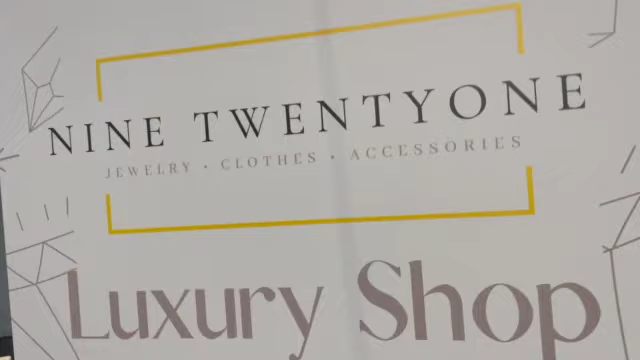 NINE TWENTYONE
JEWELRY • CLOTHES • ACCESSORIES
Luxury Shop